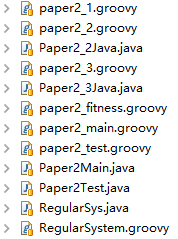 paper2_1.groovy
paper2_2.groovy
Paper2_2Java.java
paper2_3.groovy
Paper2_3Java.java
paper2_fitness.groovy
paper2_main.groovy
paper2_test.groovy
Paper2Main.java
Paper2Test.java
RegularSys.java
RegularSystem.groovy